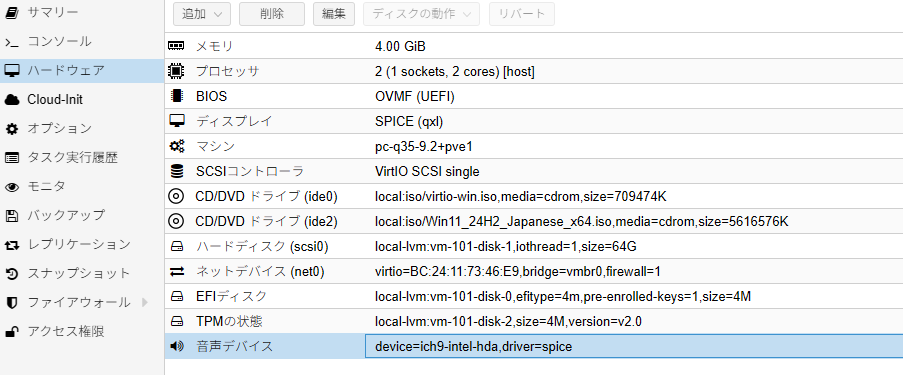 サマリー
コンソール
ハードウェア
Cloud-Init
オプション
タスク実行履歴
モニタ
バックアップ
レプリケーション
スナップショット
ファイアウォール
アクセス権限
追加 削除 編集 ディスクの動作 リバート
メモリ 4.00 GiB
プロセッサ 2 (1 sockets, 2 cores) [host]
BIOS OVMF (UEFI)
ディスプレイ SPICE (qxl)
マシン pc-q35-9.2+pve1
SCSIコントローラ VirtIO SCSI single
CD/DVD ドライブ (ide0) local:iso/virtio-win.iso,media=cdrom,size=709474K
CD/DVD ドライブ (ide2) local:iso/Win11_24H2_Japanese_x64.iso,media=cdrom,size=5616576K
ハードディスク (scsi0) local-lvm:vm-101-disk-1,iothread=1,size=64G
ネットデバイス (net0) virtio=BC:24:11:73:46:E9,bridge=vmbr0,firewall=1
EFIディスク local-lvm:vm-101-disk-0,efitype=4m,pre-enrolled-keys=1,size=4M
TPMの状態 local-lvm:vm-101-disk-2,size=4M,version=v2.0
音声デバイス device=ich9-intel-hda,driver=spice